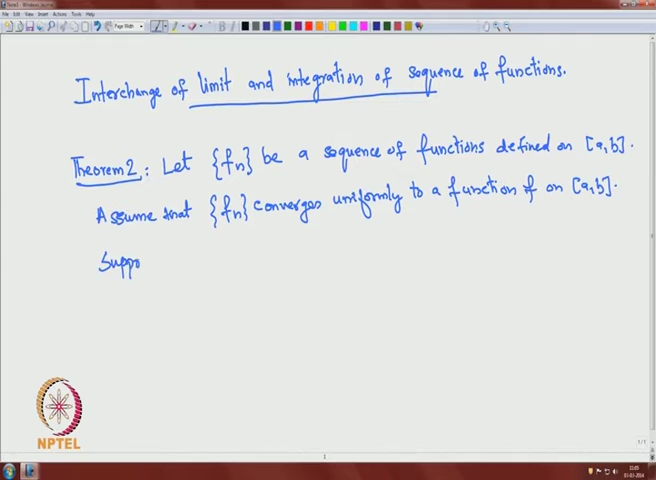 Interchange of limit and integration of sequence of functions.
Theorem 2: Let {fn} be a sequence of functions defined on [a,b].
Assume that {fn} converges uniformly to a function f on [a,b].
Suppo
NPTEL